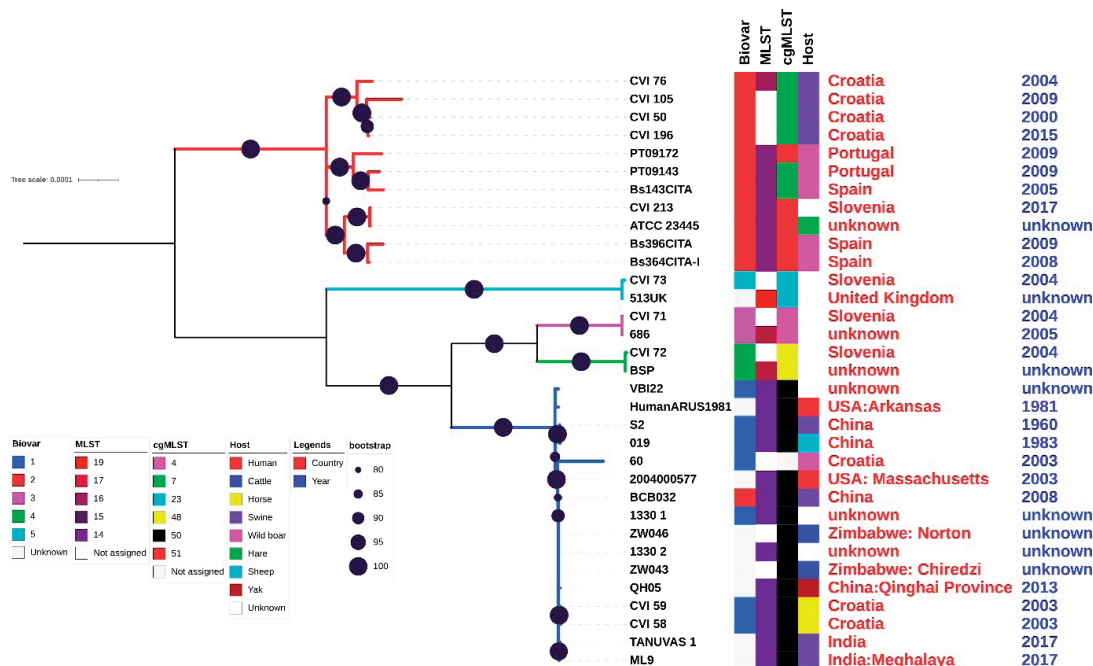 Biovar MLST cgMLST Host
CVI 76 Croatia 2004
CVI 105 Croatia 2009
CVI 50 Croatia 2000
CVI 196 Croatia 2015
PT09172 Portugal 2009
PT09143 Portugal 2009
Tree scale: 0.0001
Bs143CITA Spain 2005
CVI 213 Slovenia 2017
ATCC 23445 unknown unknown
Bs396CITA Spain 2009
Bs364CITA-I Spain 2008
CVI 73 Slovenia 2004
513UK United Kingdom unknown
CVI 71 Slovenia 2004
686 unknown 2005
CVI 72 Slovenia 2004
BSP unknown unknown
VBI22 unknown unknown
HumanARUS1981 USA:Arkansas 1981
S2 China 1960
019 China 1983
60 Croatia 2003
2004000577 USA: Massachusetts 2003
BCB032 China 2008
1330 1 unknown unknown
ZW046 Zimbabwe: Norton unknown
1330 2 unknown unknown
ZW043 Zimbabwe: Chiredzi unknown
QH05 China:Qinghai Province 2013
CVI 59 Croatia 2003
CVI 58 Croatia 2003
TANUVAS 1 India 2017
ML9 India:Meghalaya 2017
Biovar MLST cgMLST Host Legends bootstrap
1 19 4 Human Country 80
2 17 7 Cattle Year 85
3 16 23 Horse 90
4 15 48 Swine 95
5 14 50 Wild boar 100
Unknown Not assigned 51 Hare
Not assigned Sheep
Yak
Unknown